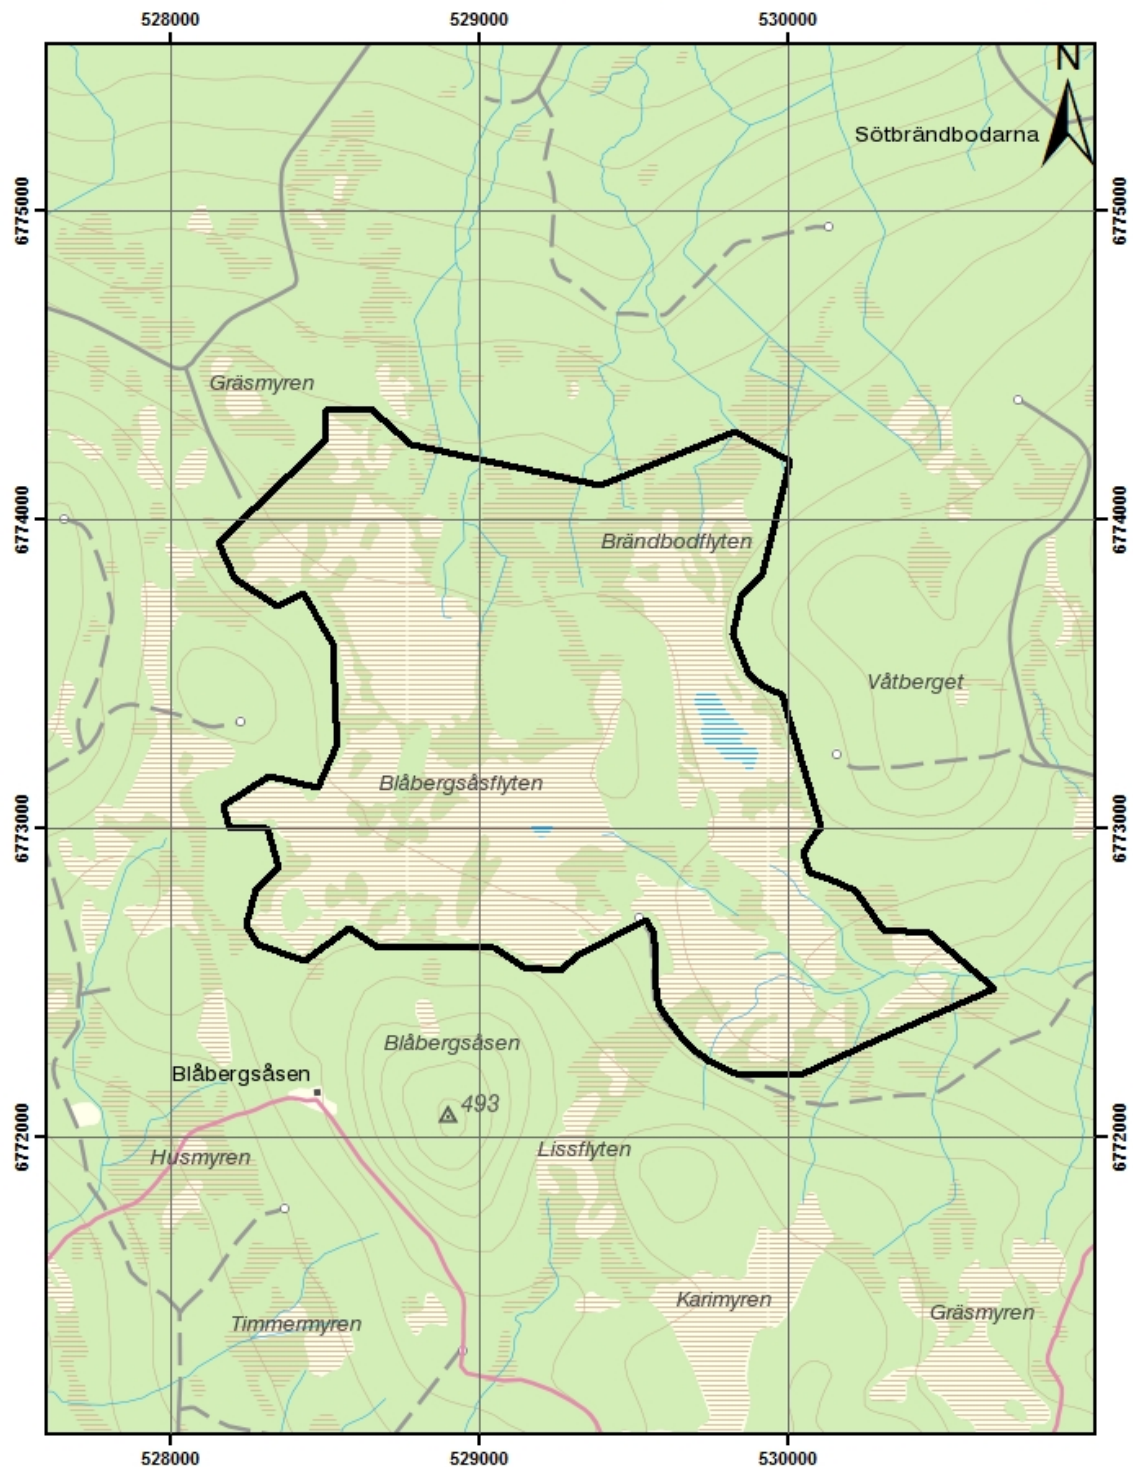 528000 529000 530000
N
Sötbrändbodarna
6775000 6775000
Gräsmyren
6774000 6774000
Brändbodflyten
Våtberget
Blåbergsåsflyten
6773000 6773000
Blåbergsåsen
Blåbergsåsen
493
6772000 6772000
Lissflyten
Husmyren
Karimyren
Gräsmyren
Timmermyren
528000 529000 530000